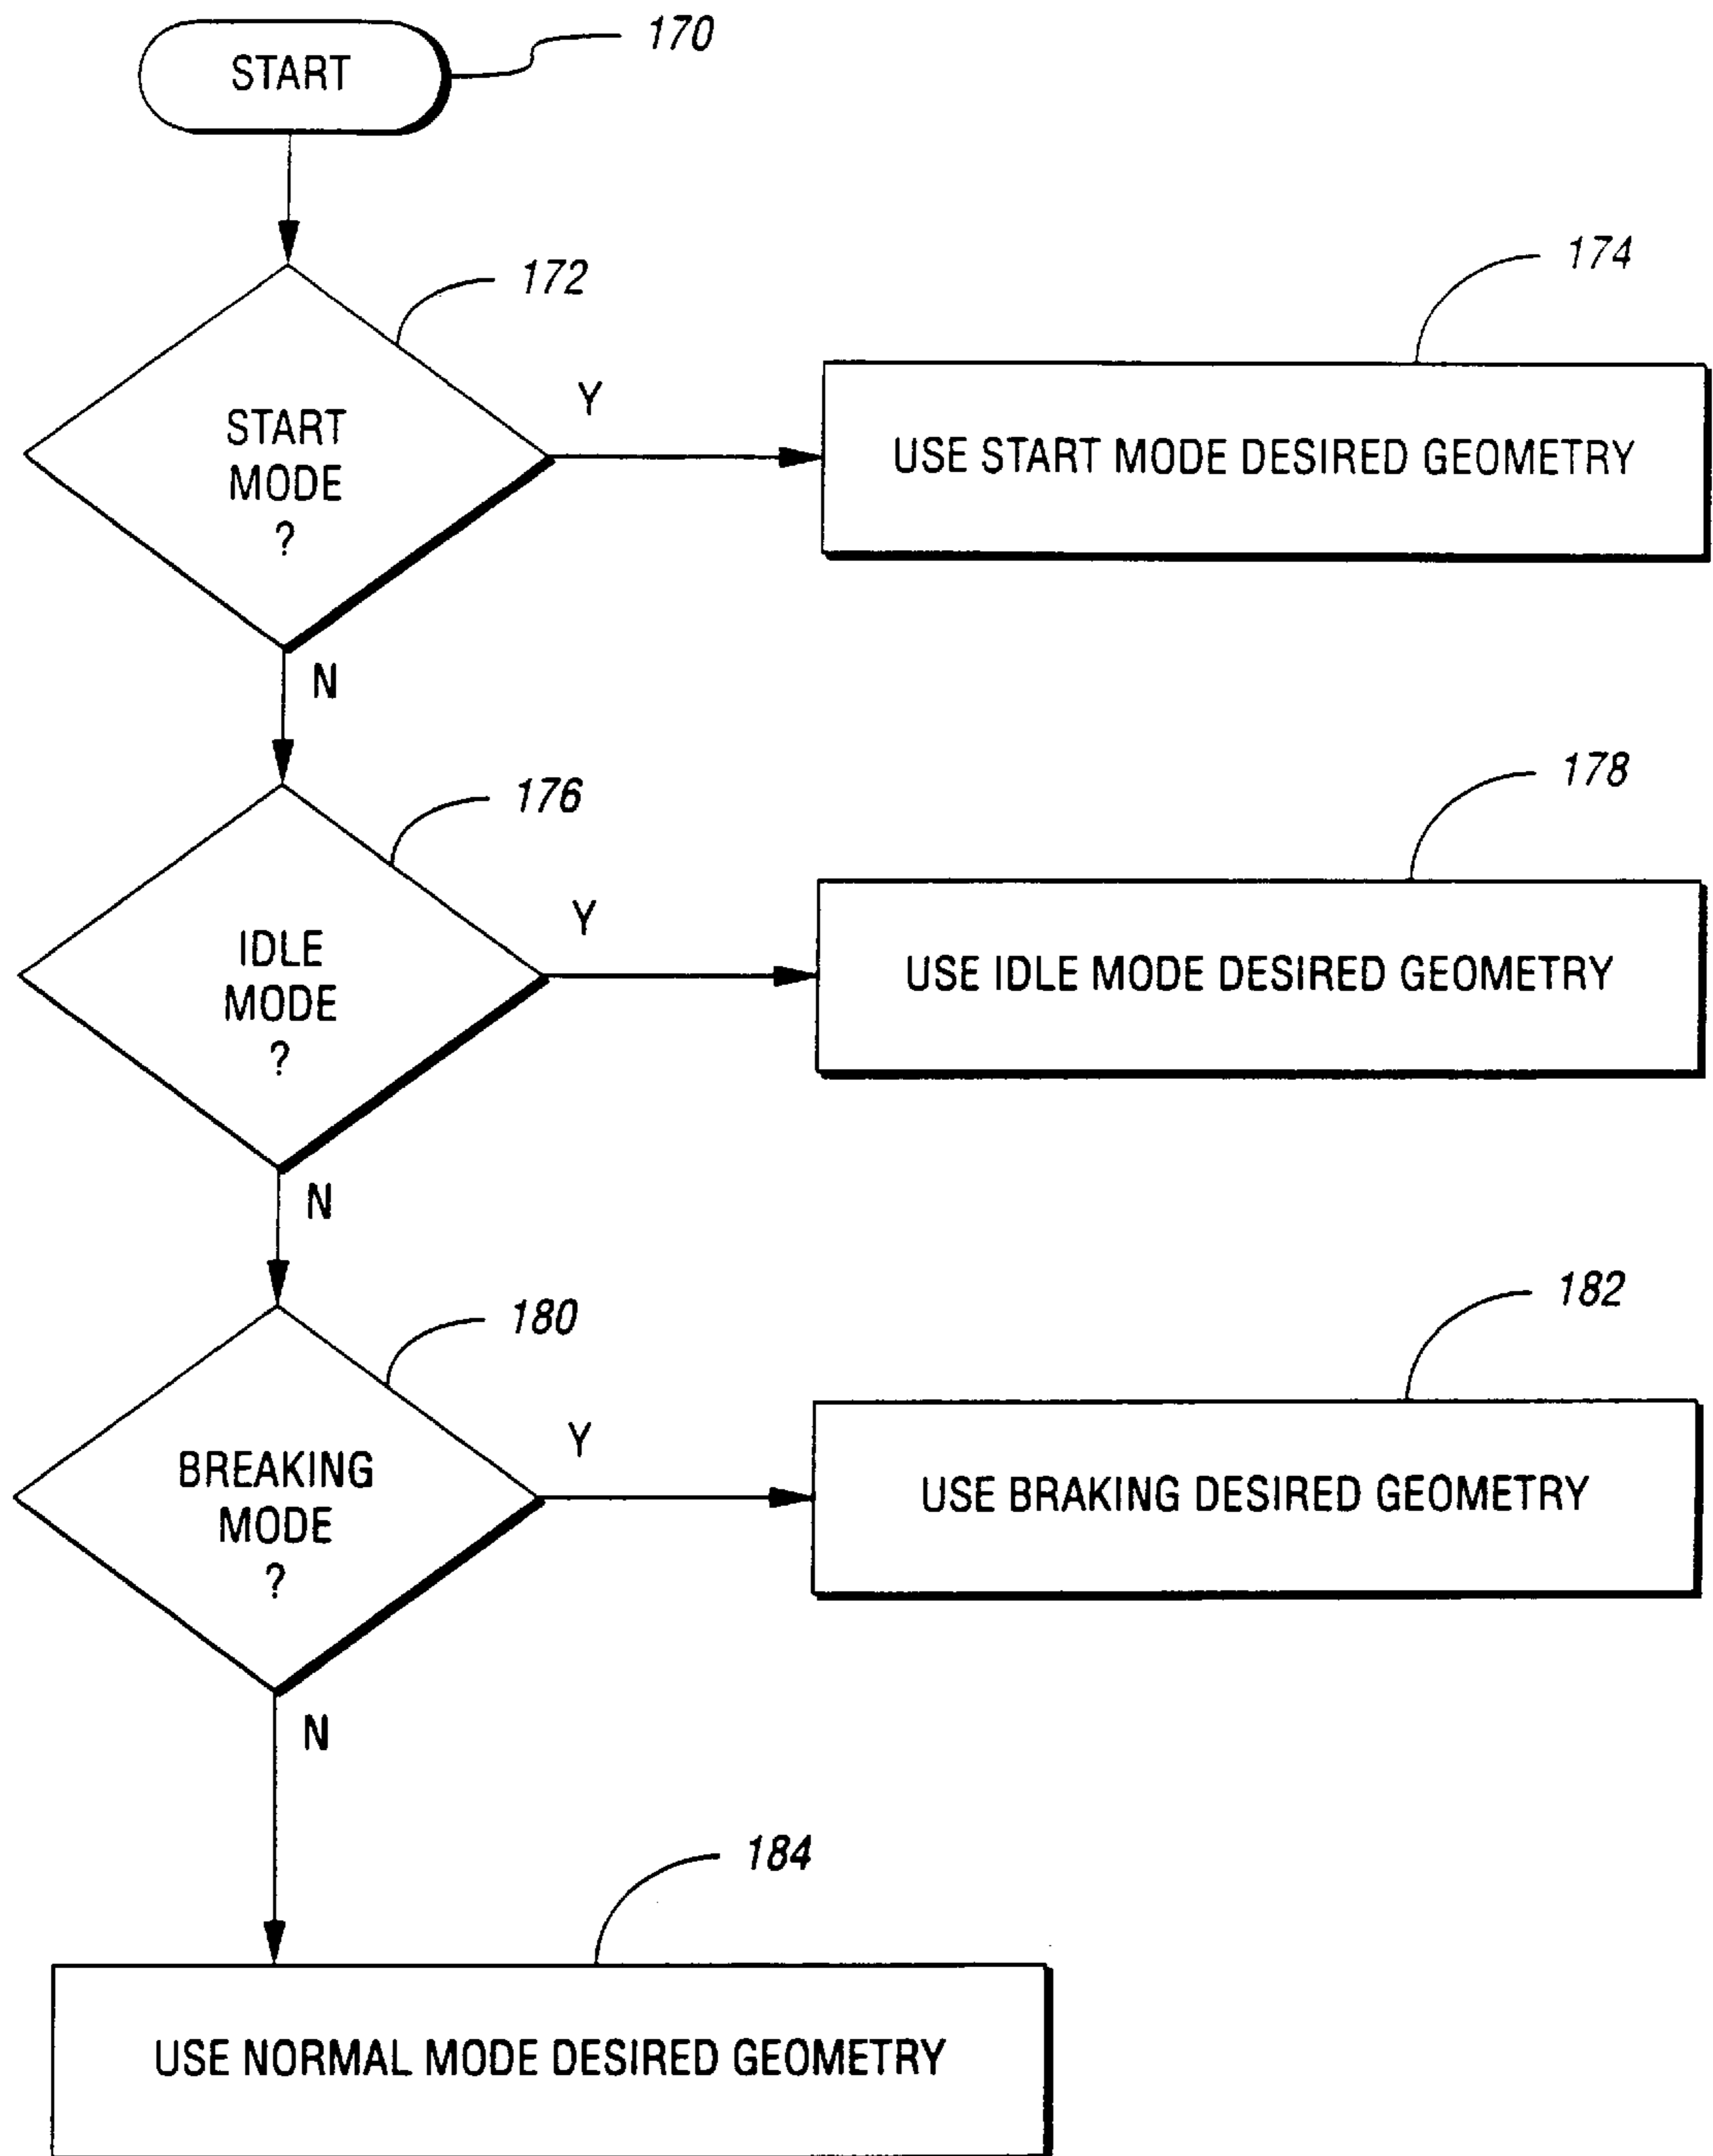 START
170
172
START
MODE
?
Y
174
USE START MODE DESIRED GEOMETRY
N
176
IDLE
MODE
?
Y
178
USE IDLE MODE DESIRED GEOMETRY
N
180
BREAKING
MODE
?
Y
182
USE BRAKING DESIRED GEOMETRY
N
184
USE NORMAL MODE DESIRED GEOMETRY